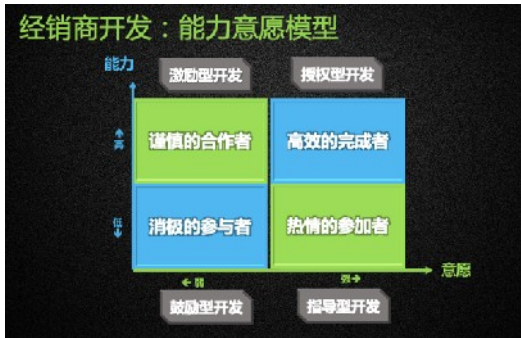 经销商开发：能力意愿模型
能力
激励型开发
授权型开发
高
谨慎的合作者
高效的完成者
低
消极的参与者
热情的参加者
意愿
弱
强
鼓励型开发
指导型开发